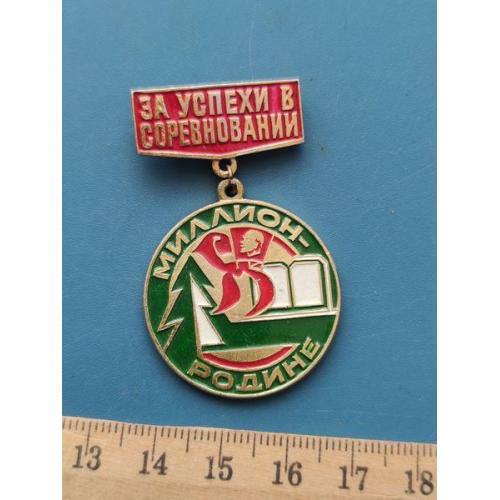 ЗА УСПЕХИ В
СОРЕВНОВАНИИ
МИЛЛИОН-
РОДИНЕ
13 14 15 16 17 18